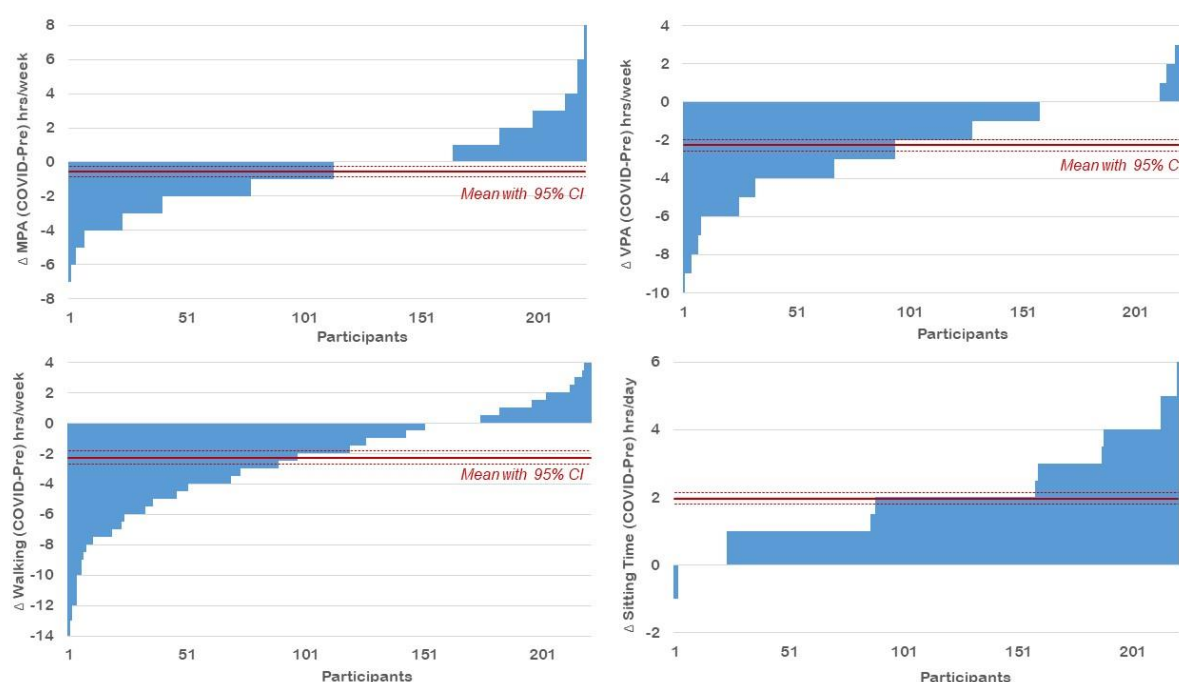 Δ MPA (COVID-Pre) hrs/week
8
6
4
2
0
-2
-4
-6
-8
Mean with 95% CI
1 51 101 151 201
Participants
Δ VPA (COVID-Pre) hrs/week
4
2
0
-2
-4
-6
-8
-10
Mean with 95% C
1 51 101 151 201
Participants
Δ Walking (COVID-Pre) hrs/week
4
2
0
-2
-4
-6
-8
-10
-12
-14
Mean with 95% CI
1 51 101 151 201
Participants
Δ Sitting Time (COVID-Pre) hrs/day
6
4
2
0
-2
Mean with 95% CI
1 51 101 151 201
Participants